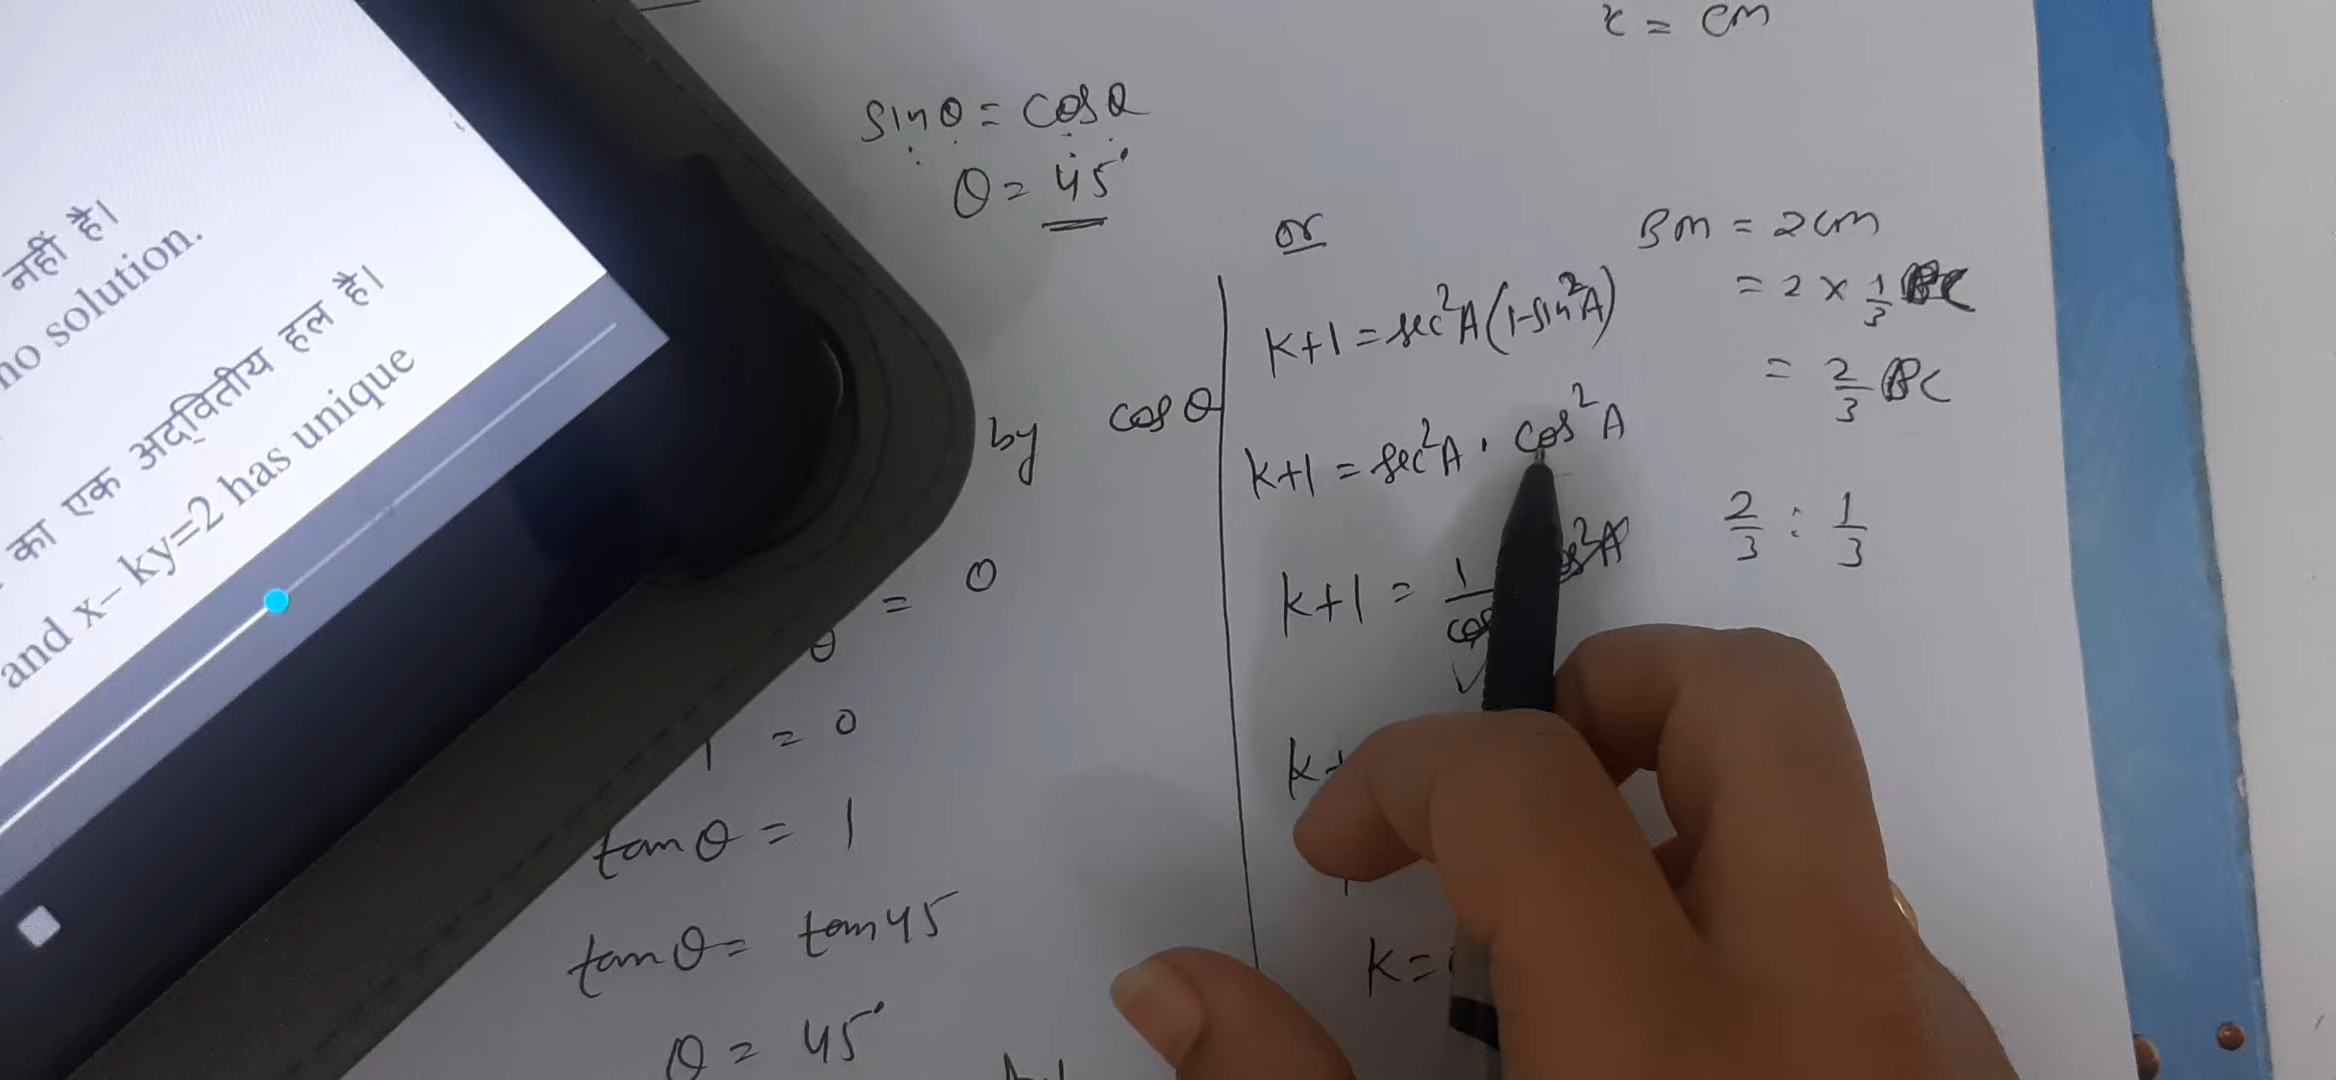 नहीं है।
no solution.
का एक अद्वितीय हल है।
and x– ky=2 has unique
x = cm
sinθ = cosθ
θ = 45°
by cosθ
= 0
θ
1 = 0
tanθ = 1
tanθ = tan45
θ = 45°
or
k+1 = sec²A(1-sin²A)
k+1 = sec²A . cos²A
k+1 = 1
k+
k=
BM = 2cm
= 2 × 1/3 BC
= 2/3 BC
2/3 : 1/3